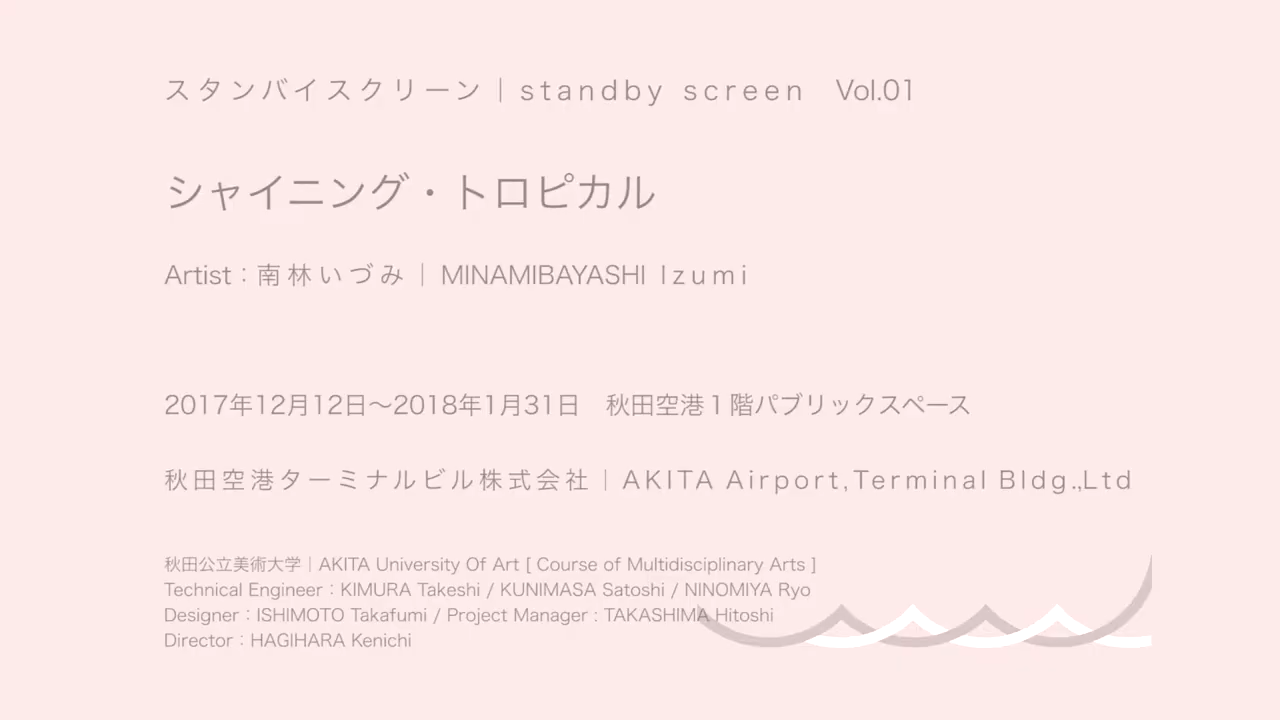 スタンバイスクリーン｜standby screen　Vol.01
シャイニング・トロピカル
Artist：南林いづみ｜MINAMIBAYASHI Izumi
2017年12月12日〜2018年1月31日　秋田空港１階パブリックスペース
秋田空港ターミナルビル株式会社｜AKITA Airport,Terminal Bldg.,Ltd
秋田公立美術大学｜AKITA University Of Art [ Course of Multidisciplinary Arts ]
Technical Engineer：KIMURA Takeshi / KUNIMASA Satoshi / NINOMIYA Ryo
Designer：ISHIMOTO Takafumi / Project Manager : TAKASHIMA Hitoshi
Director：HAGIHARA Kenichi